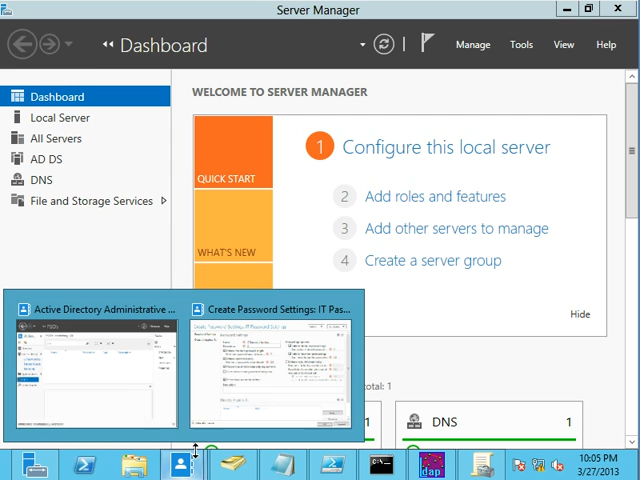 Server Manager
Dashboard
Manage Tools View Help
Dashboard
Local Server
All Servers
AD DS
DNS
File and Storage Services
WELCOME TO SERVER MANAGER
QUICK START
WHAT'S NEW
1 Configure this local server
2 Add roles and features
3 Add other servers to manage
4 Create a server group
Hide
Active Directory Administrative ...
Create Password Settings: IT Pas...
total: 1
1
DNS 1
dap
10:05 PM
3/27/2013